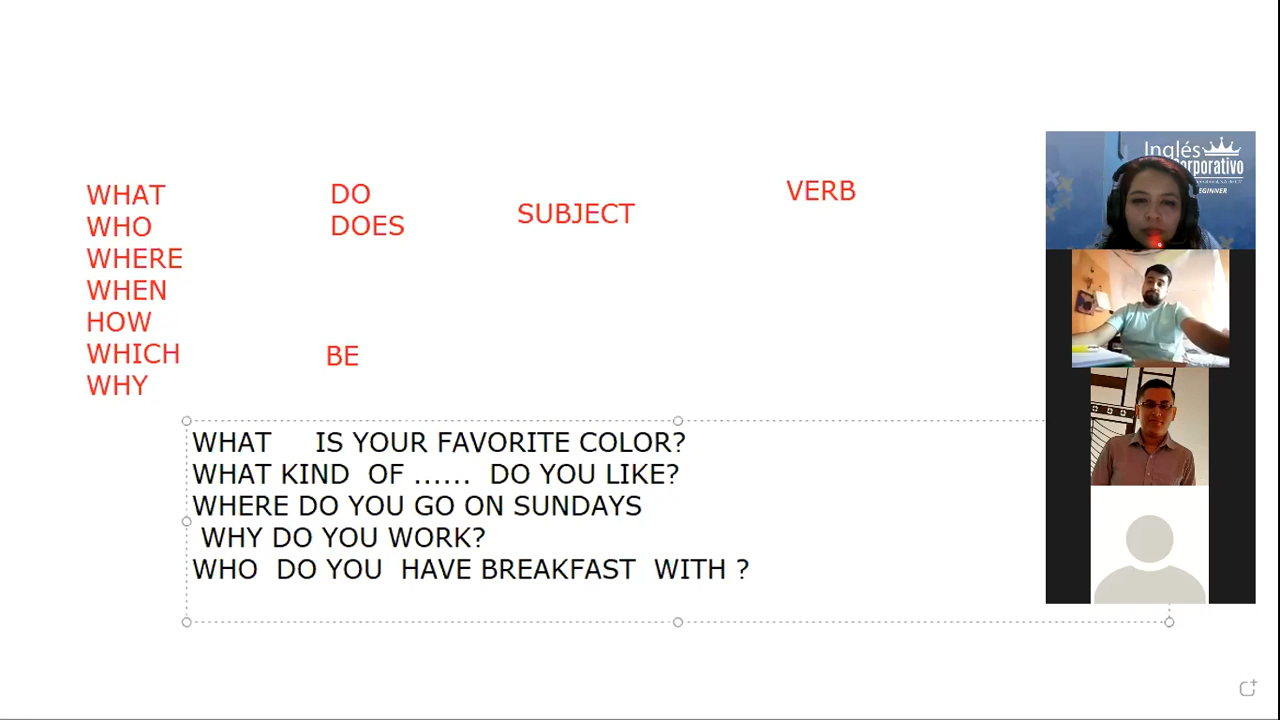 WHAT
WHO
WHERE
WHEN
HOW
WHICH
WHY
DO
DOES
BE
SUBJECT
VERB
WHAT IS YOUR FAVORITE COLOR?
WHAT KIND OF ...... DO YOU LIKE?
WHERE DO YOU GO ON SUNDAYS
WHY DO YOU WORK?
WHO DO YOU HAVE BREAKFAST WITH ?
Inglés